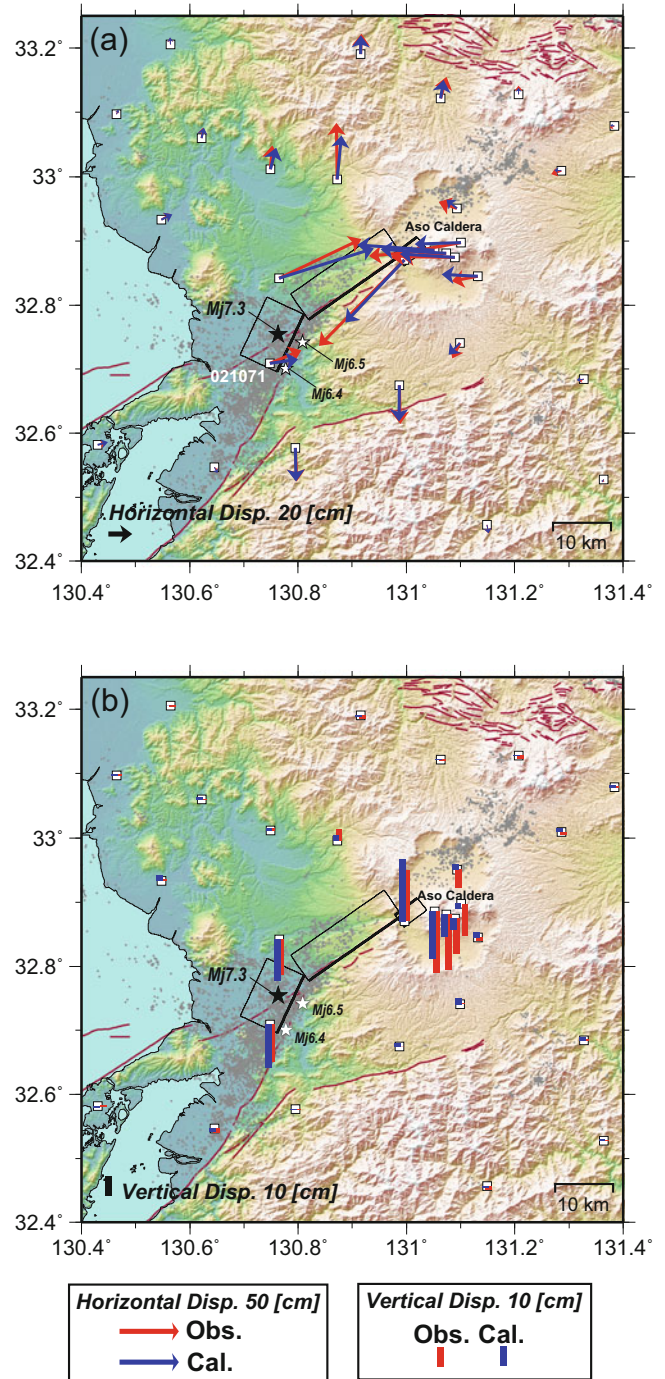 (a)
33.2˚
33˚
32.8˚
32.6˚
32.4˚
Aso Caldera
Mj7.3
Mj6.5
021071
Mj6.4
Horizontal Disp. 20 [cm]
10 km
130.4˚ 130.6˚ 130.8˚ 131˚ 131.2˚ 131.4˚
(b)
33.2˚
33˚
32.8˚
32.6˚
32.4˚
Aso Caldera
Mj7.3
Mj6.5
Mj6.4
Vertical Disp. 10 [cm]
10 km
130.4˚ 130.6˚ 130.8˚ 131˚ 131.2˚ 131.4˚
Horizontal Disp. 50 [cm]
Obs.
Cal.
Vertical Disp. 10 [cm]
Obs. Cal.